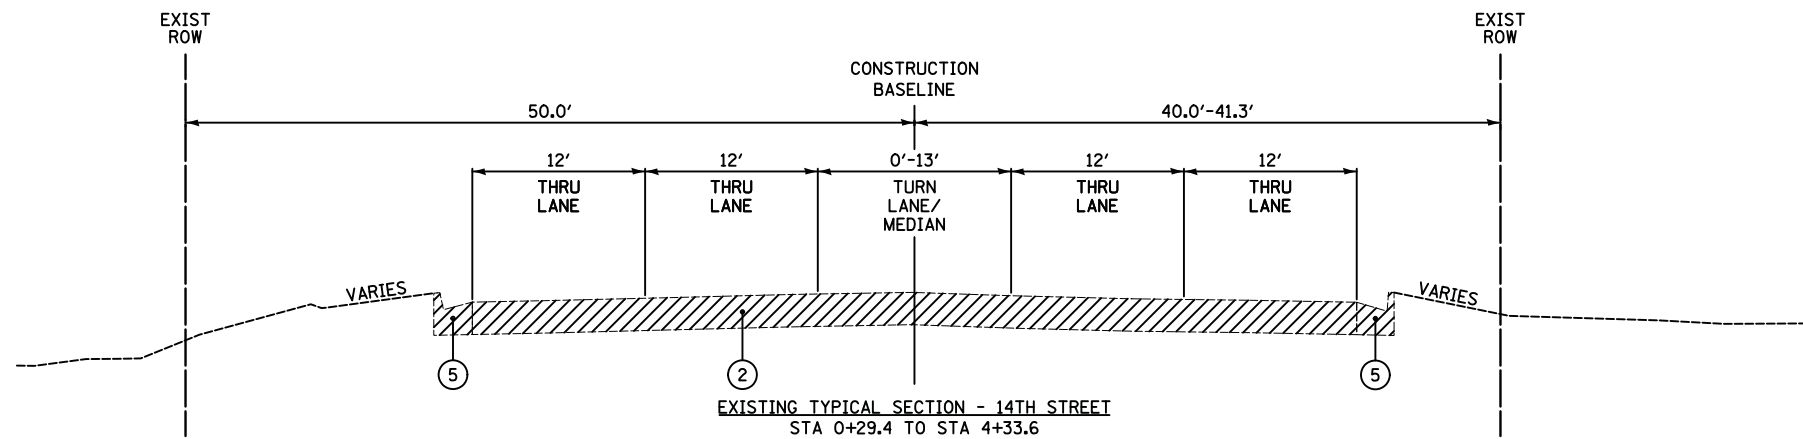 EXIST
ROW
EXIST
ROW
CONSTRUCTION
BASELINE
50.0'
40.0'-41.3'
12'
12'
0'-13'
12'
12'
THRU
LANE
THRU
LANE
TURN
LANE/
MEDIAN
THRU
LANE
THRU
LANE
VARIES
VARIES
5
2
5
EXISTING TYPICAL SECTION - 14TH STREET
STA 0+29.4 TO STA 4+33.6